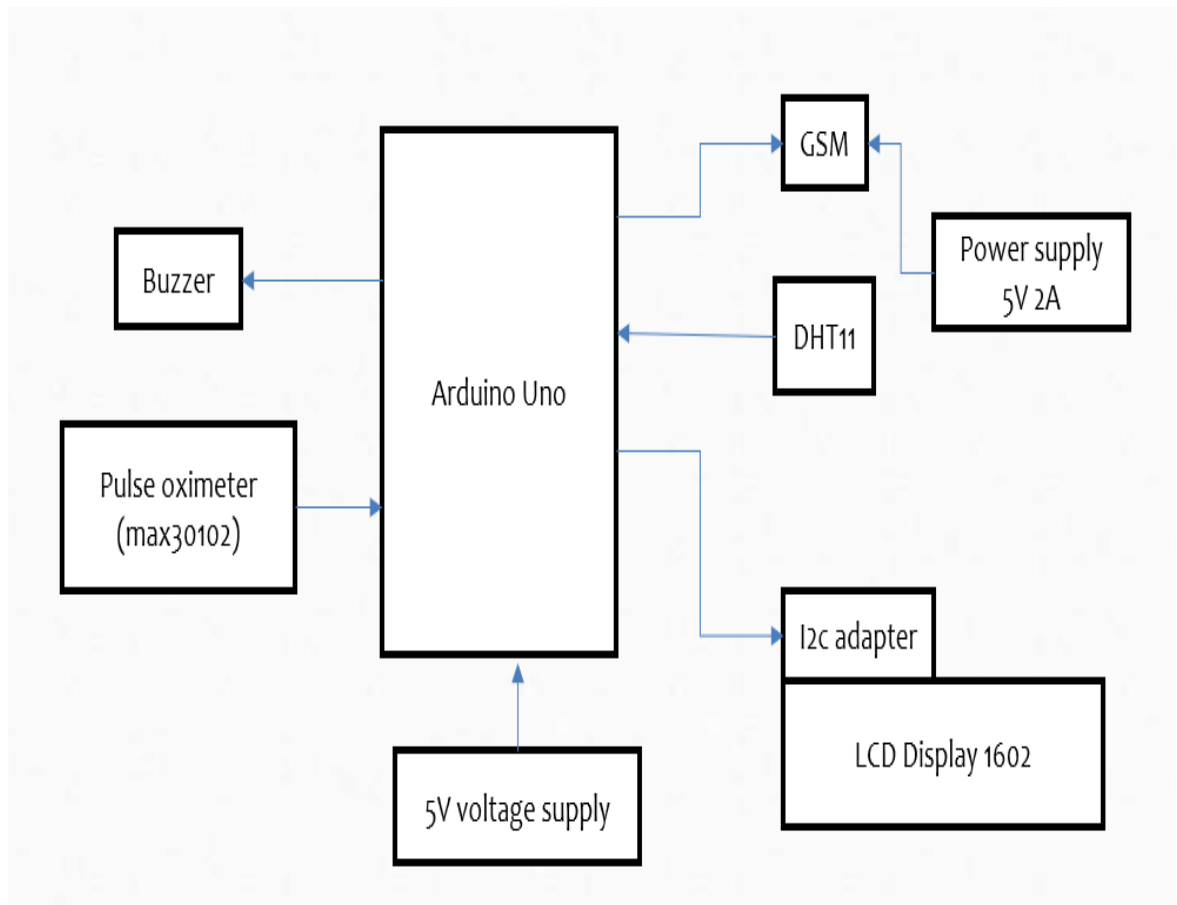 GSM
Power supply
5V 2A
Buzzer
DHT11
Arduino Uno
Pulse oximeter
(max30102)
I2c adapter
LCD Display 1602
5V voltage supply